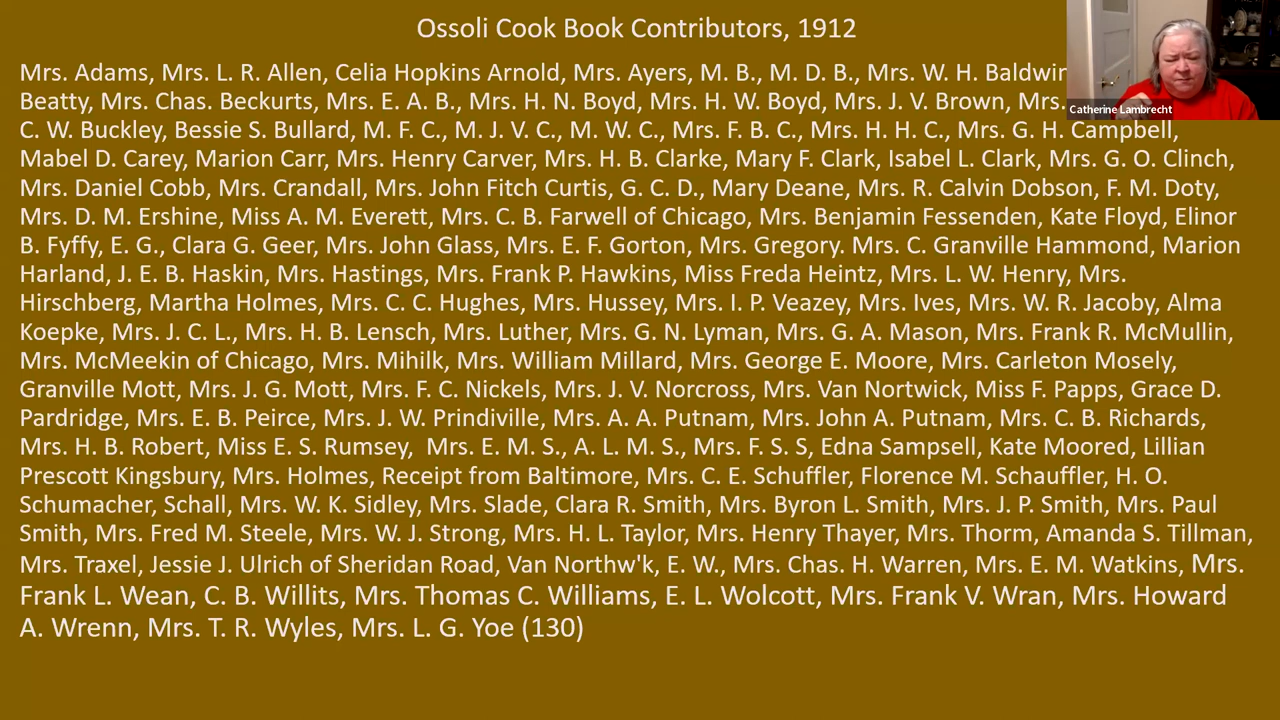 Ossoli Cook Book Contributors, 1912
Mrs. Adams, Mrs. L. R. Allen, Celia Hopkins Arnold, Mrs. Ayers, M. B., M. D. B., Mrs. W. H.
Catherine Lambrecht
Beatty, Mrs. Chas. Beckurts, Mrs. E. A. B., Mrs. H. N. Boyd, Mrs. H. W. Boyd, Mrs. J. V. Brown, Mrs.
C. W. Buckley, Bessie S. Bullard, M. F. C., M. J. V. C., M. W. C., Mrs. F. B. C., Mrs. H. H. C., Mrs. G. H. Campbell,
Mabel D. Carey, Marion Carr, Mrs. Henry Carver, Mrs. H. B. Clarke, Mary F. Clark, Isabel L. Clark, Mrs. G. O. Clinch,
Mrs. Daniel Cobb, Mrs. Crandall, Mrs. John Fitch Curtis, G. C. D., Mary Deane, Mrs. R. Calvin Dobson, F. M. Doty,
Mrs. D. M. Ershine, Miss A. M. Everett, Mrs. C. B. Farwell of Chicago, Mrs. Benjamin Fessenden, Kate Floyd, Elinor
B. Fyffy, E. G., Clara G. Geer, Mrs. John Glass, Mrs. E. F. Gorton, Mrs. Gregory. Mrs. C. Granville Hammond, Marion
Harland, J. E. B. Haskin, Mrs. Hastings, Mrs. Frank P. Hawkins, Miss Freda Heintz, Mrs. L. W. Henry, Mrs.
Hirschberg, Martha Holmes, Mrs. C. C. Hughes, Mrs. Hussey, Mrs. I. P. Veazey, Mrs. Ives, Mrs. W. R. Jacoby, Alma
Koepke, Mrs. J. C. L., Mrs. H. B. Lensch, Mrs. Luther, Mrs. G. N. Lyman, Mrs. G. A. Mason, Mrs. Frank R. McMullin,
Mrs. McMeekin of Chicago, Mrs. Mihilk, Mrs. William Millard, Mrs. George E. Moore, Mrs. Carleton Mosely,
Granville Mott, Mrs. J. G. Mott, Mrs. F. C. Nickels, Mrs. J. V. Norcross, Mrs. Van Nortwick, Miss F. Papps, Grace D.
Pardridge, Mrs. E. B. Peirce, Mrs. J. W. Prindiville, Mrs. A. A. Putnam, Mrs. John A. Putnam, Mrs. C. B. Richards,
Mrs. H. B. Robert, Miss E. S. Rumsey, Mrs. E. M. S., A. L. M. S., Mrs. F. S. S, Edna Sampsell, Kate Moored, Lillian
Prescott Kingsbury, Mrs. Holmes, Receipt from Baltimore, Mrs. C. E. Schuffler, Florence M. Schauffler, H. O.
Schumacher, Schall, Mrs. W. K. Sidley, Mrs. Slade, Clara R. Smith, Mrs. Byron L. Smith, Mrs. J. P. Smith, Mrs. Paul
Smith, Mrs. Fred M. Steele, Mrs. W. J. Strong, Mrs. H. L. Taylor, Mrs. Henry Thayer, Mrs. Thorm, Amanda S. Tillman,
Mrs. Traxel, Jessie J. Ulrich of Sheridan Road, Van Northw'k, E. W., Mrs. Chas. H. Warren, Mrs. E. M. Watkins, Mrs.
Frank L. Wean, C. B. Willits, Mrs. Thomas C. Williams, E. L. Wolcott, Mrs. Frank V. Wran, Mrs. Howard
A. Wrenn, Mrs. T. R. Wyles, Mrs. L. G. Yoe (130)